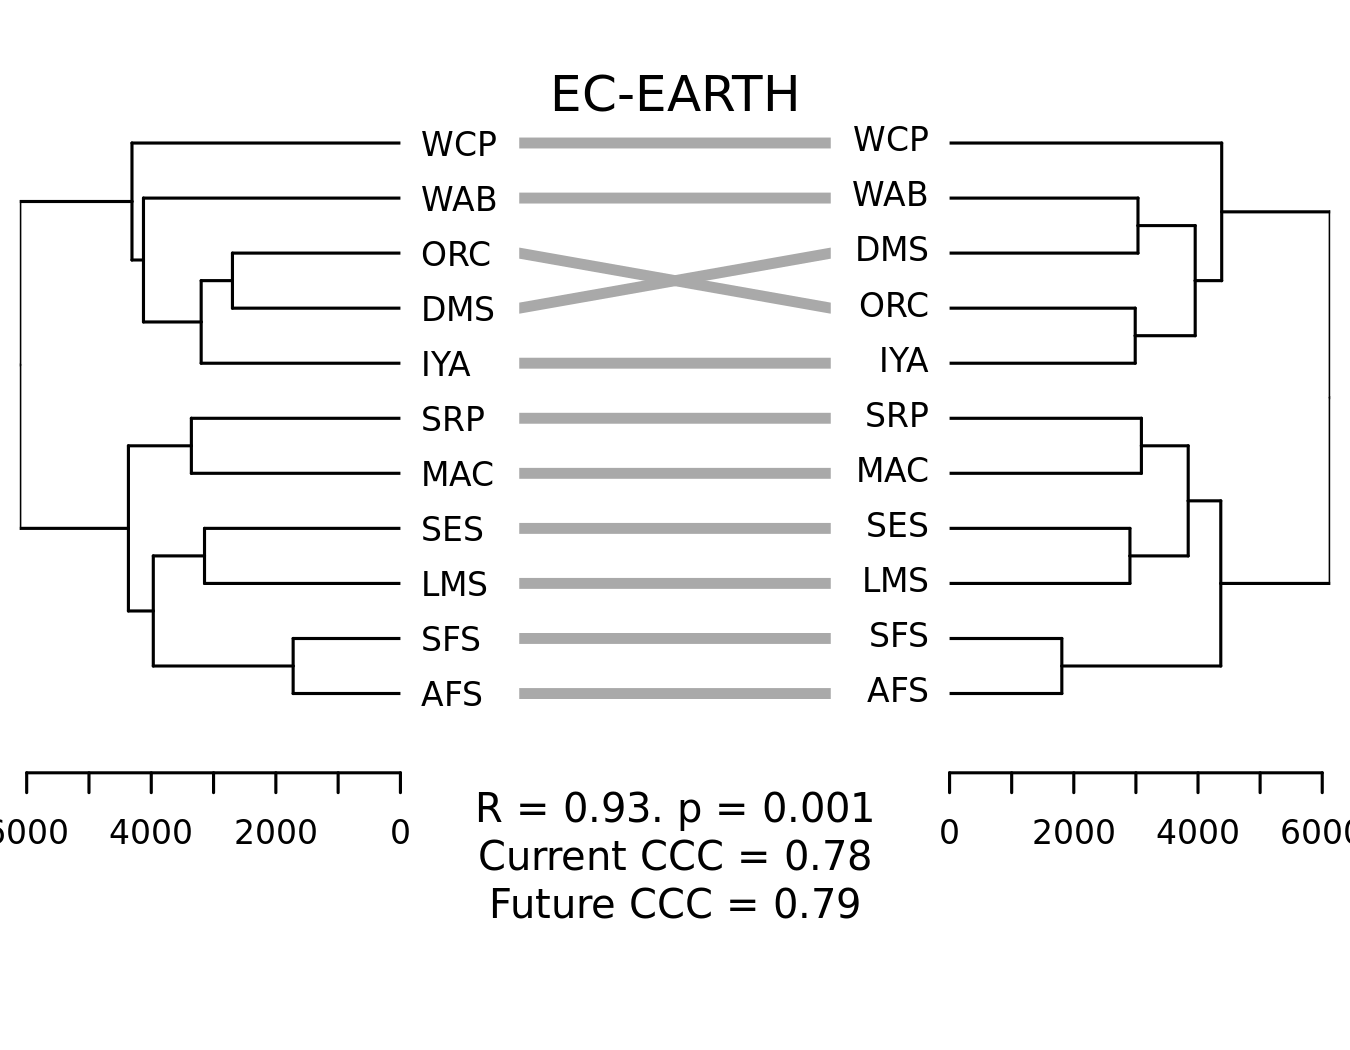 EC-EARTH
WCP WCP
WAB WAB
ORC DMS
DMS ORC
IYA IYA
SRP SRP
MAC MAC
SES SES
LMS LMS
SFS SFS
AFS AFS
6000 4000 2000 0 0 2000 4000 6000
R = 0.93. p = 0.001
Current CCC = 0.78
Future CCC = 0.79